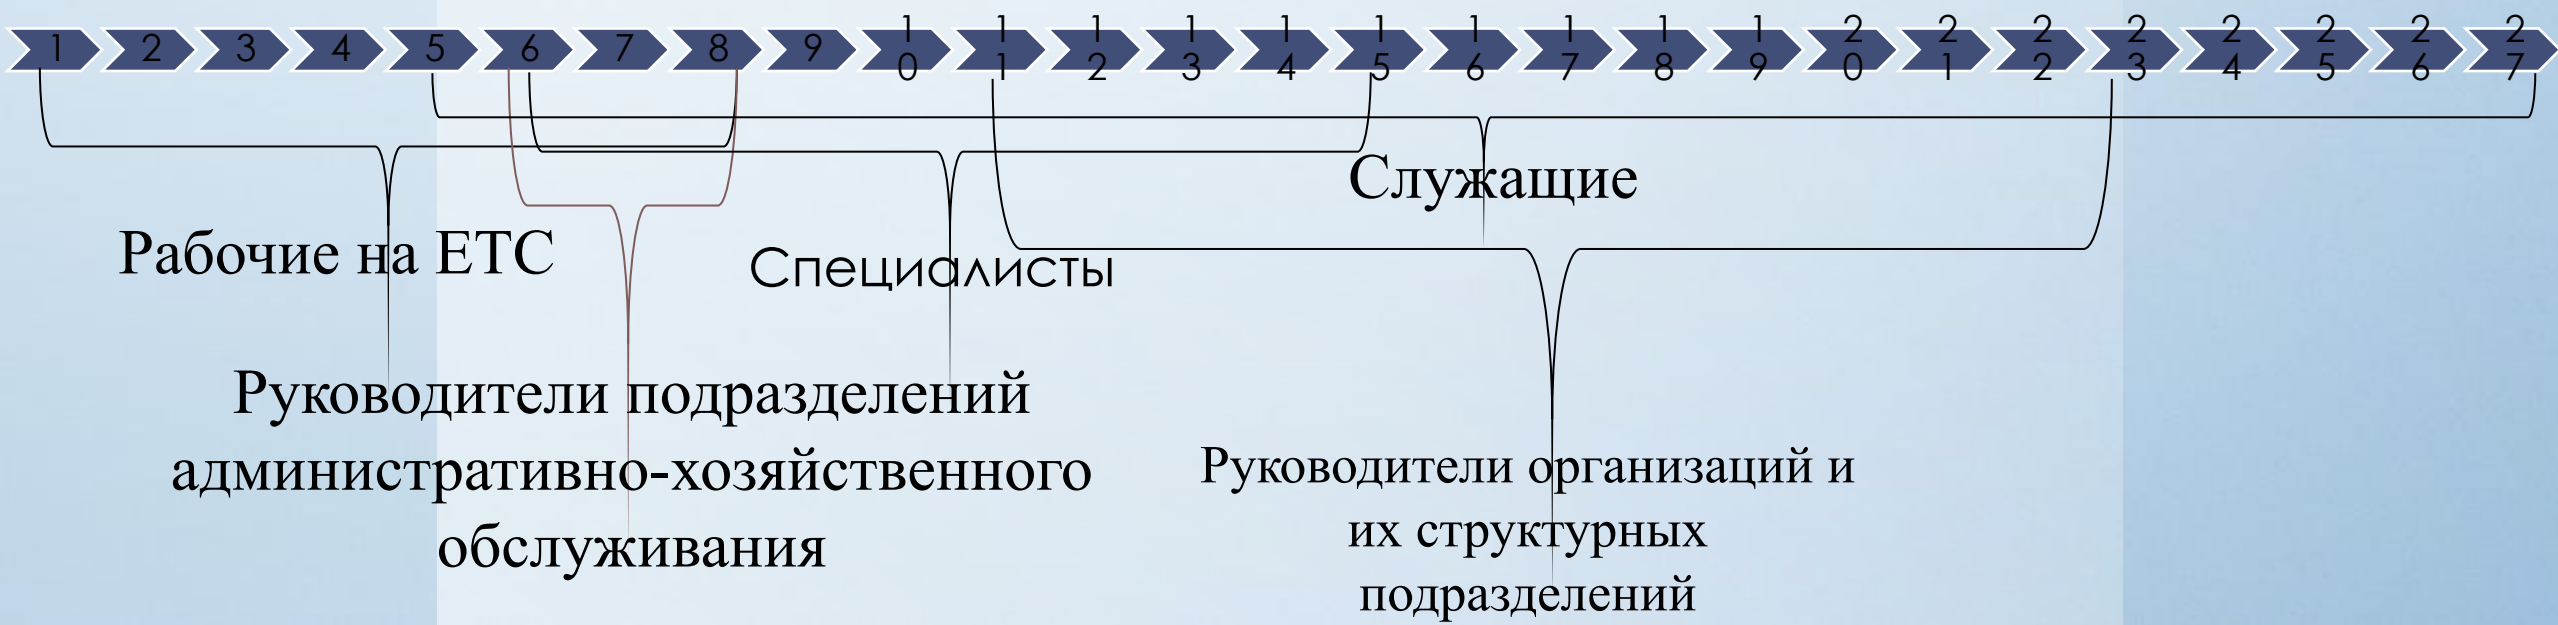 1 2 3 4 5 6 7 8 9 10 11 12 13 14 15 16 17 18 19 20 21 22 23 24 25 26 27
Служащие
Рабочие на ЕТС
Специалисты
Руководители подразделений
административно-хозяйственного
обслуживания
Руководители организаций и
их структурных
подразделений